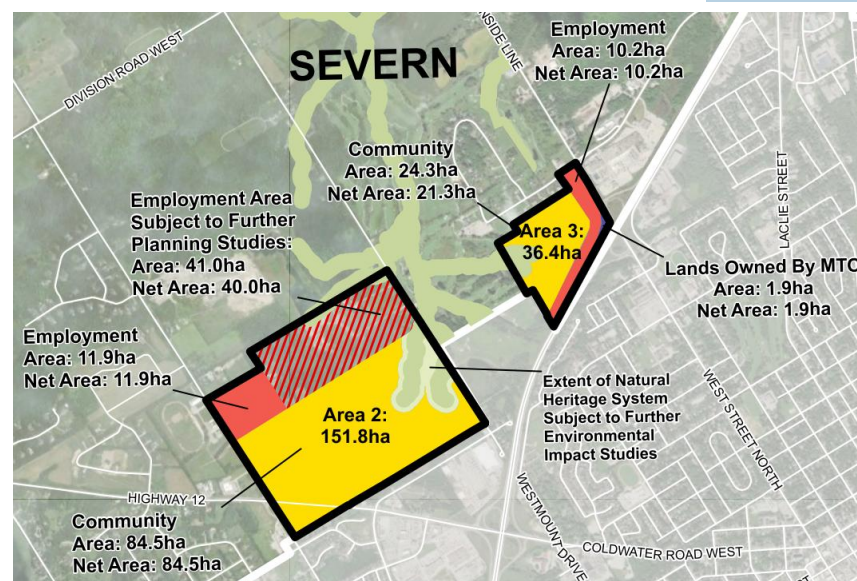 SEVERN
DIVISION ROAD WEST
NSIDE LINE
Employment
Area: 10.2ha
Net Area: 10.2ha
Community
Area: 24.3ha
Net Area: 21.3ha
LACLIE STREET
Employment Area
Subject to Further
Planning Studies:
Area: 41.0ha
Net Area: 40.0ha
Area 3:
36.4ha
Lands Owned By MTO
Area: 1.9ha
Net Area: 1.9ha
Employment
Area: 11.9ha
Net Area: 11.9ha
Area 2:
151.8ha
Extent of Natural
Heritage System
Subject to Further
Environmental
Impact Studies
WEST STREET NORTH
HIGHWAY 12
WESTMOUNT DRIVE
Community
Area: 84.5ha
Net Area: 84.5ha
COLDWATER ROAD WEST